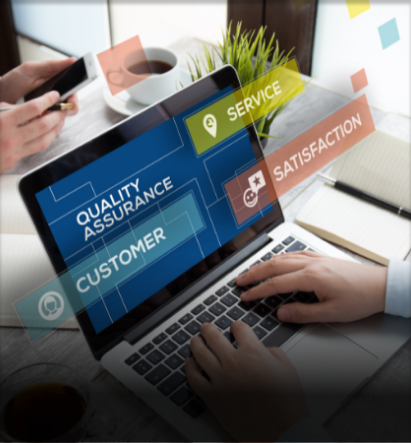 SERVICE
SATISFACTION
QUALITY
ASSURANCE
CUSTOMER